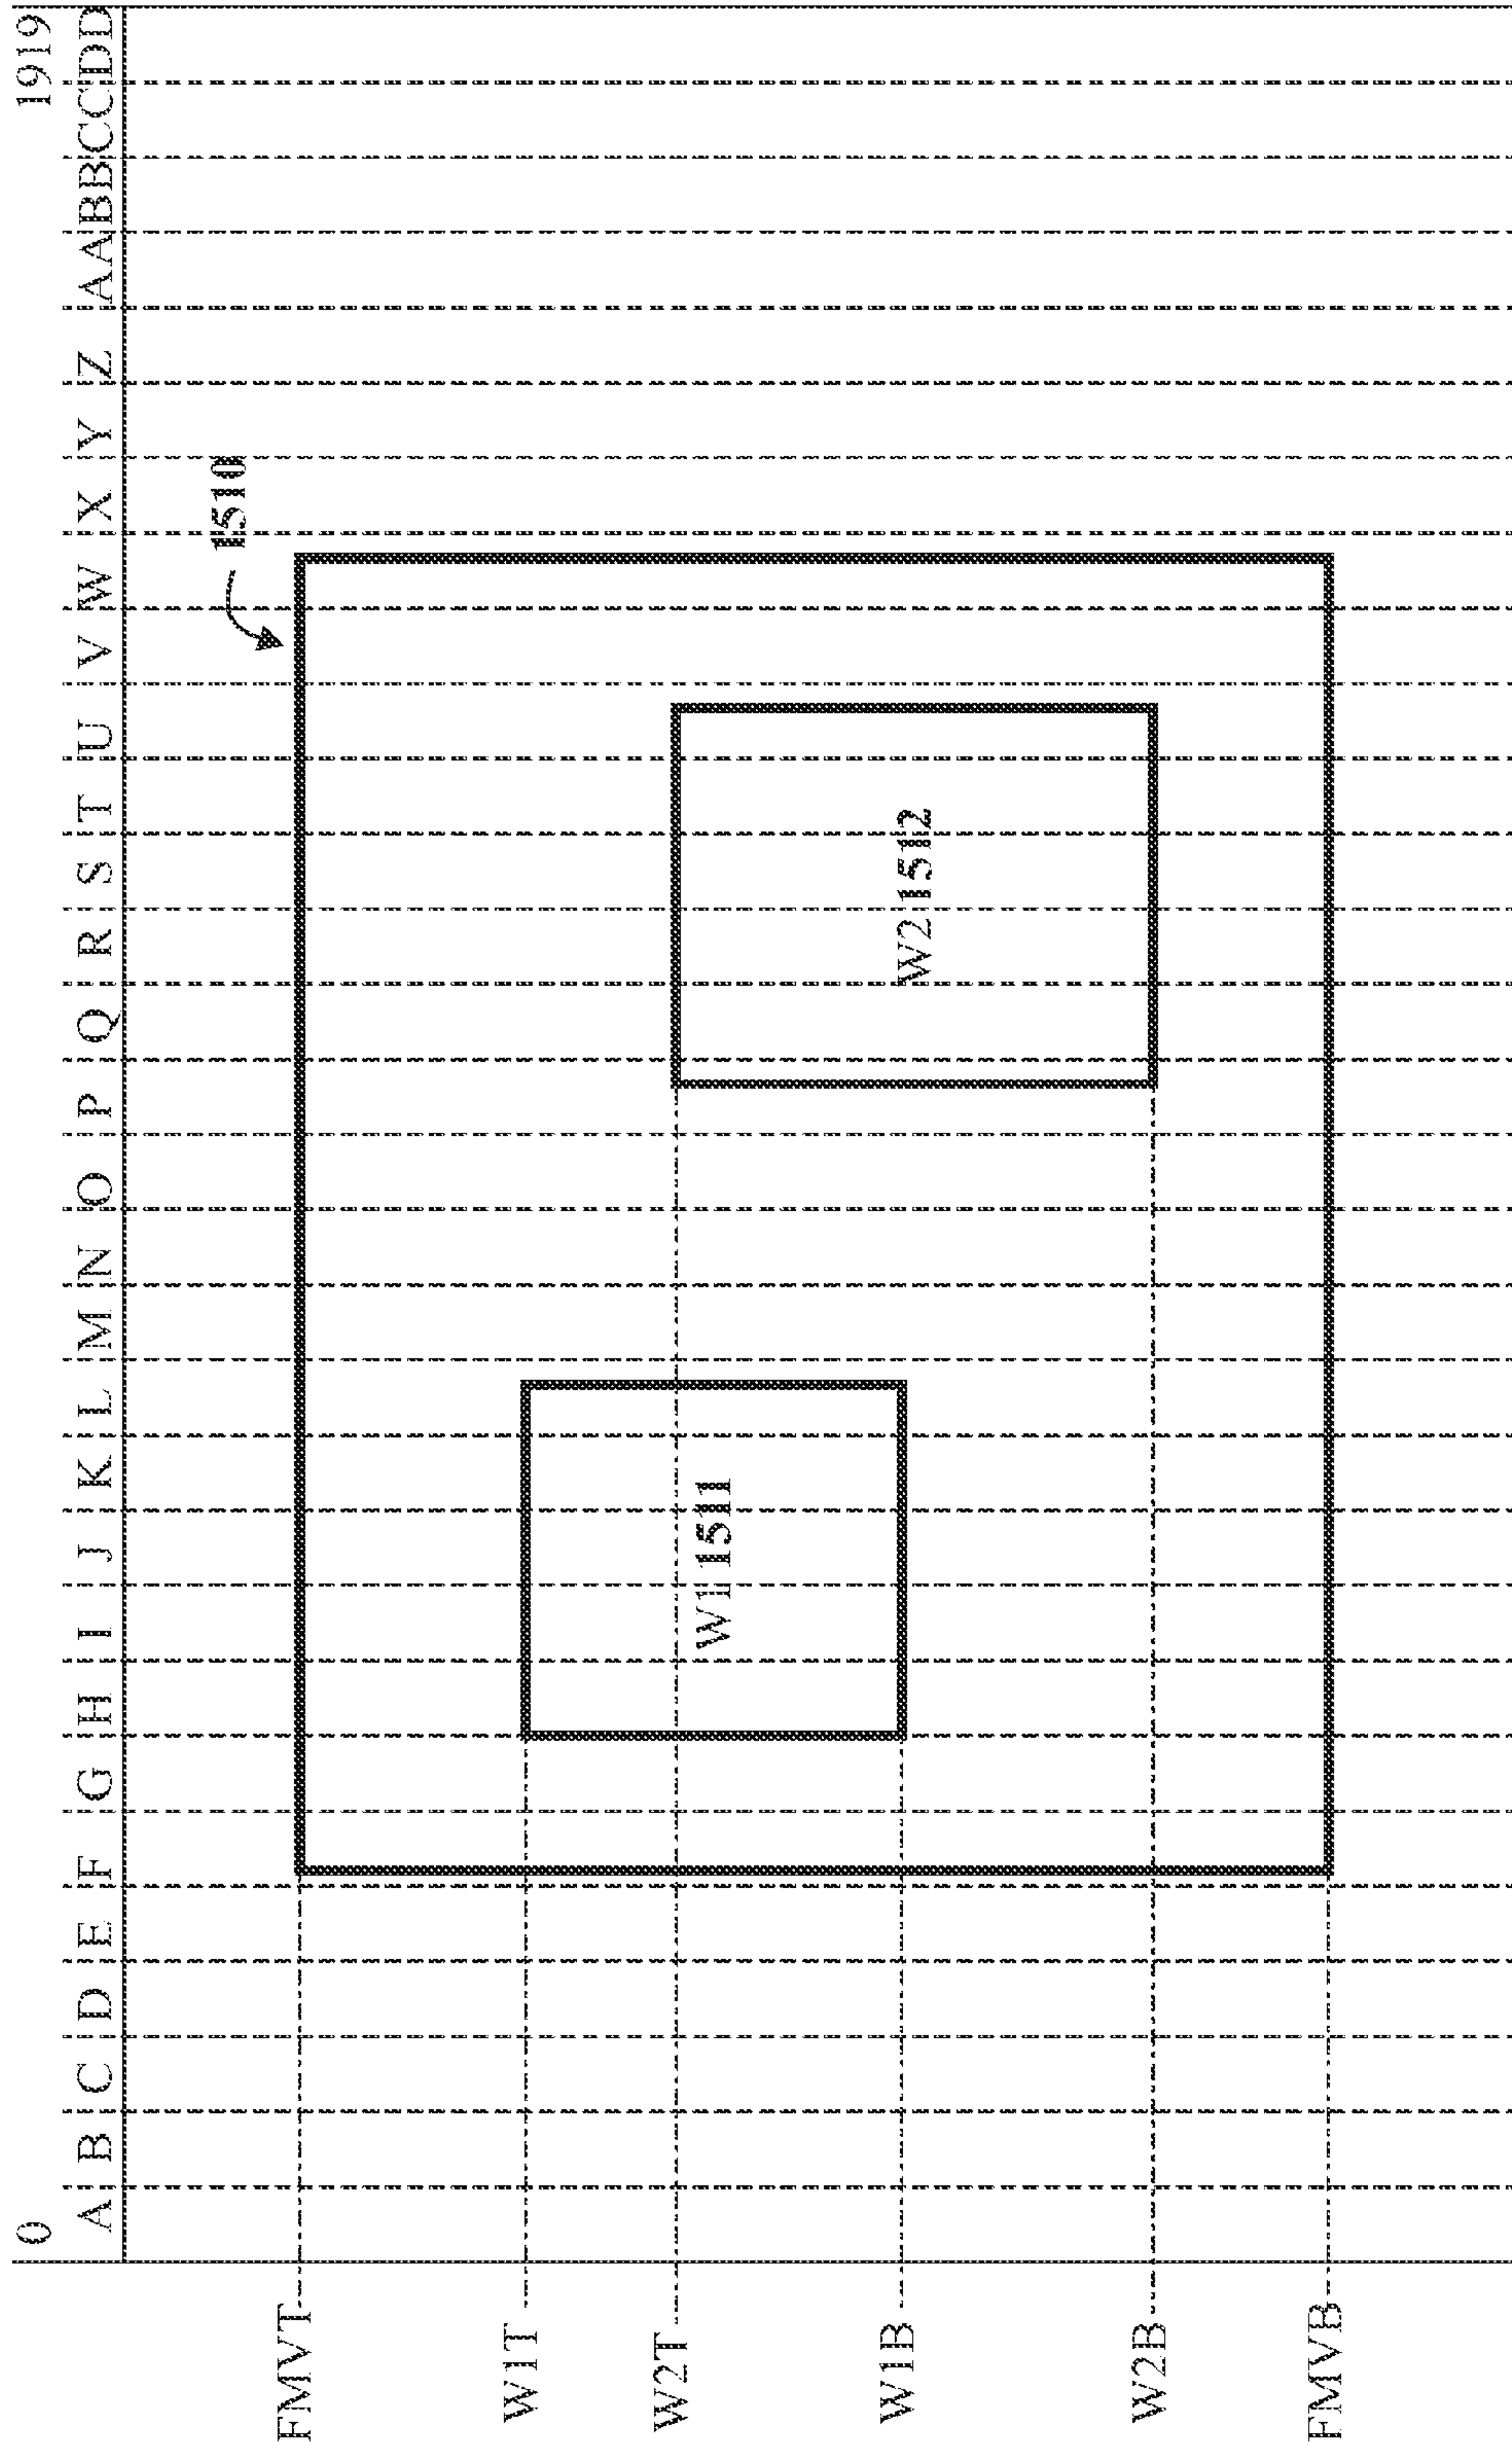 0 1919
A B C D E F G H I J K L M N O P Q R S T U V W X Y Z AA BB CC DD
1510
FMVT
W1T
W2T
W1 1511
W1B
W2 1512
W2B
FMVB